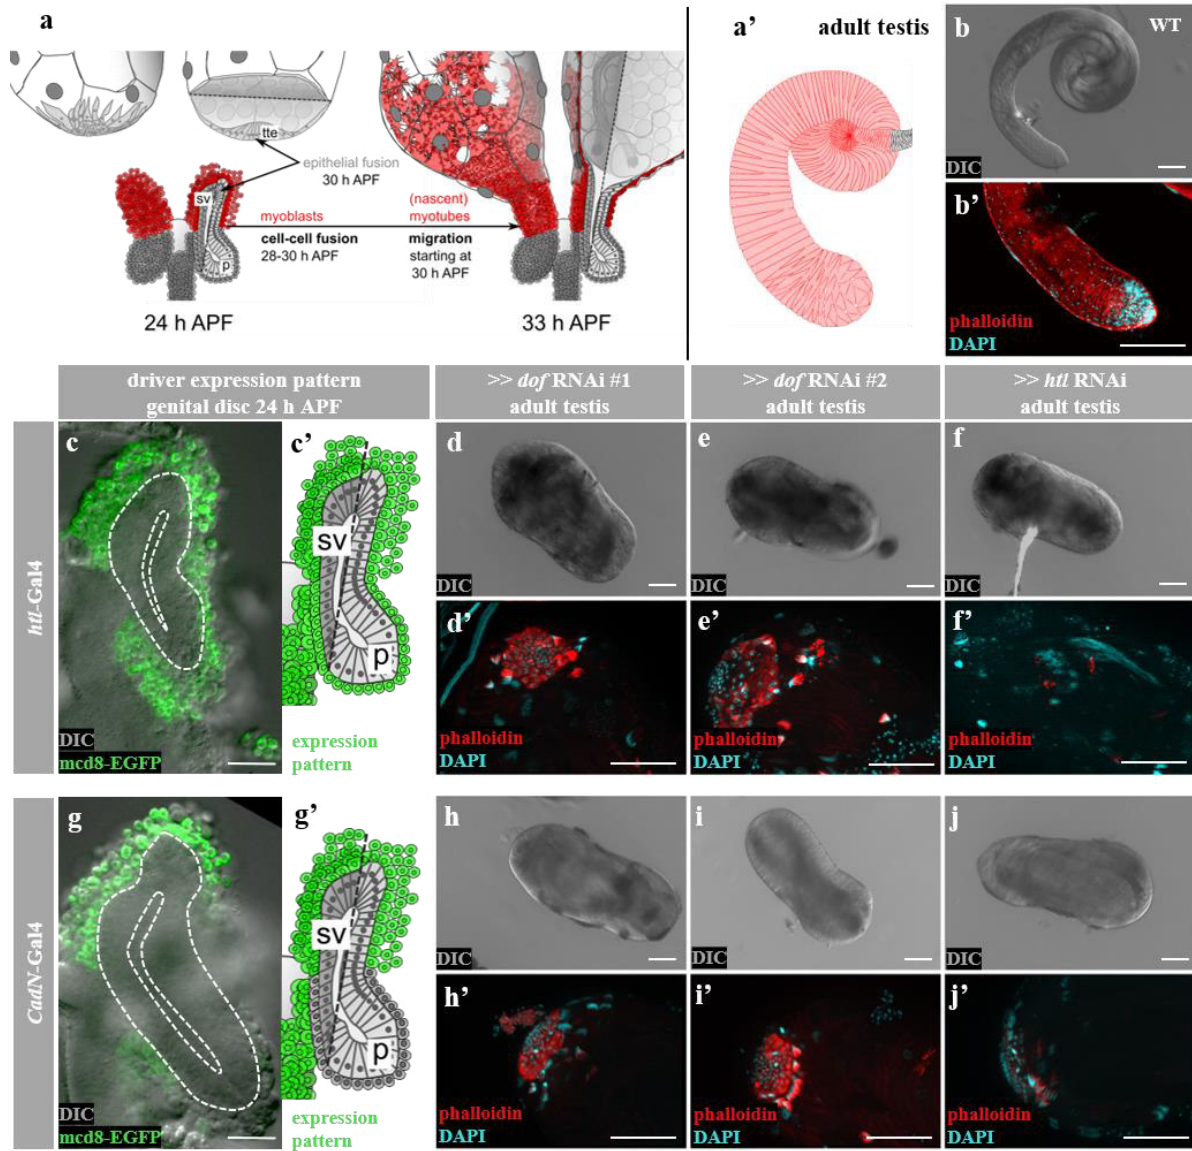 a
tte
epithelial fusion
30 h APF
sv
myoblasts
cell-cell fusion
28-30 h APF
(nascent)
myotubes
migration
starting at
30 h APF
p
24 h APF
33 h APF
a’
adult testis
b
WT
DIC
b’
phalloidin
DAPI
driver expression pattern
genital disc 24 h APF
>> dof RNAi #1
adult testis
>> dof RNAi #2
adult testis
>> htl RNAi
adult testis
htl-Gal4
c
DIC
mcd8-EGFP
c’
sv
p
expression
pattern
d
DIC
e
DIC
f
DIC
d’
phalloidin
DAPI
e’
phalloidin
DAPI
f’
phalloidin
DAPI
CadN-Gal4
g
DIC
mcd8-EGFP
g’
sv
p
expression
pattern
h
DIC
i
DIC
j
DIC
h’
phalloidin
DAPI
i’
phalloidin
DAPI
j’
phalloidin
DAPI